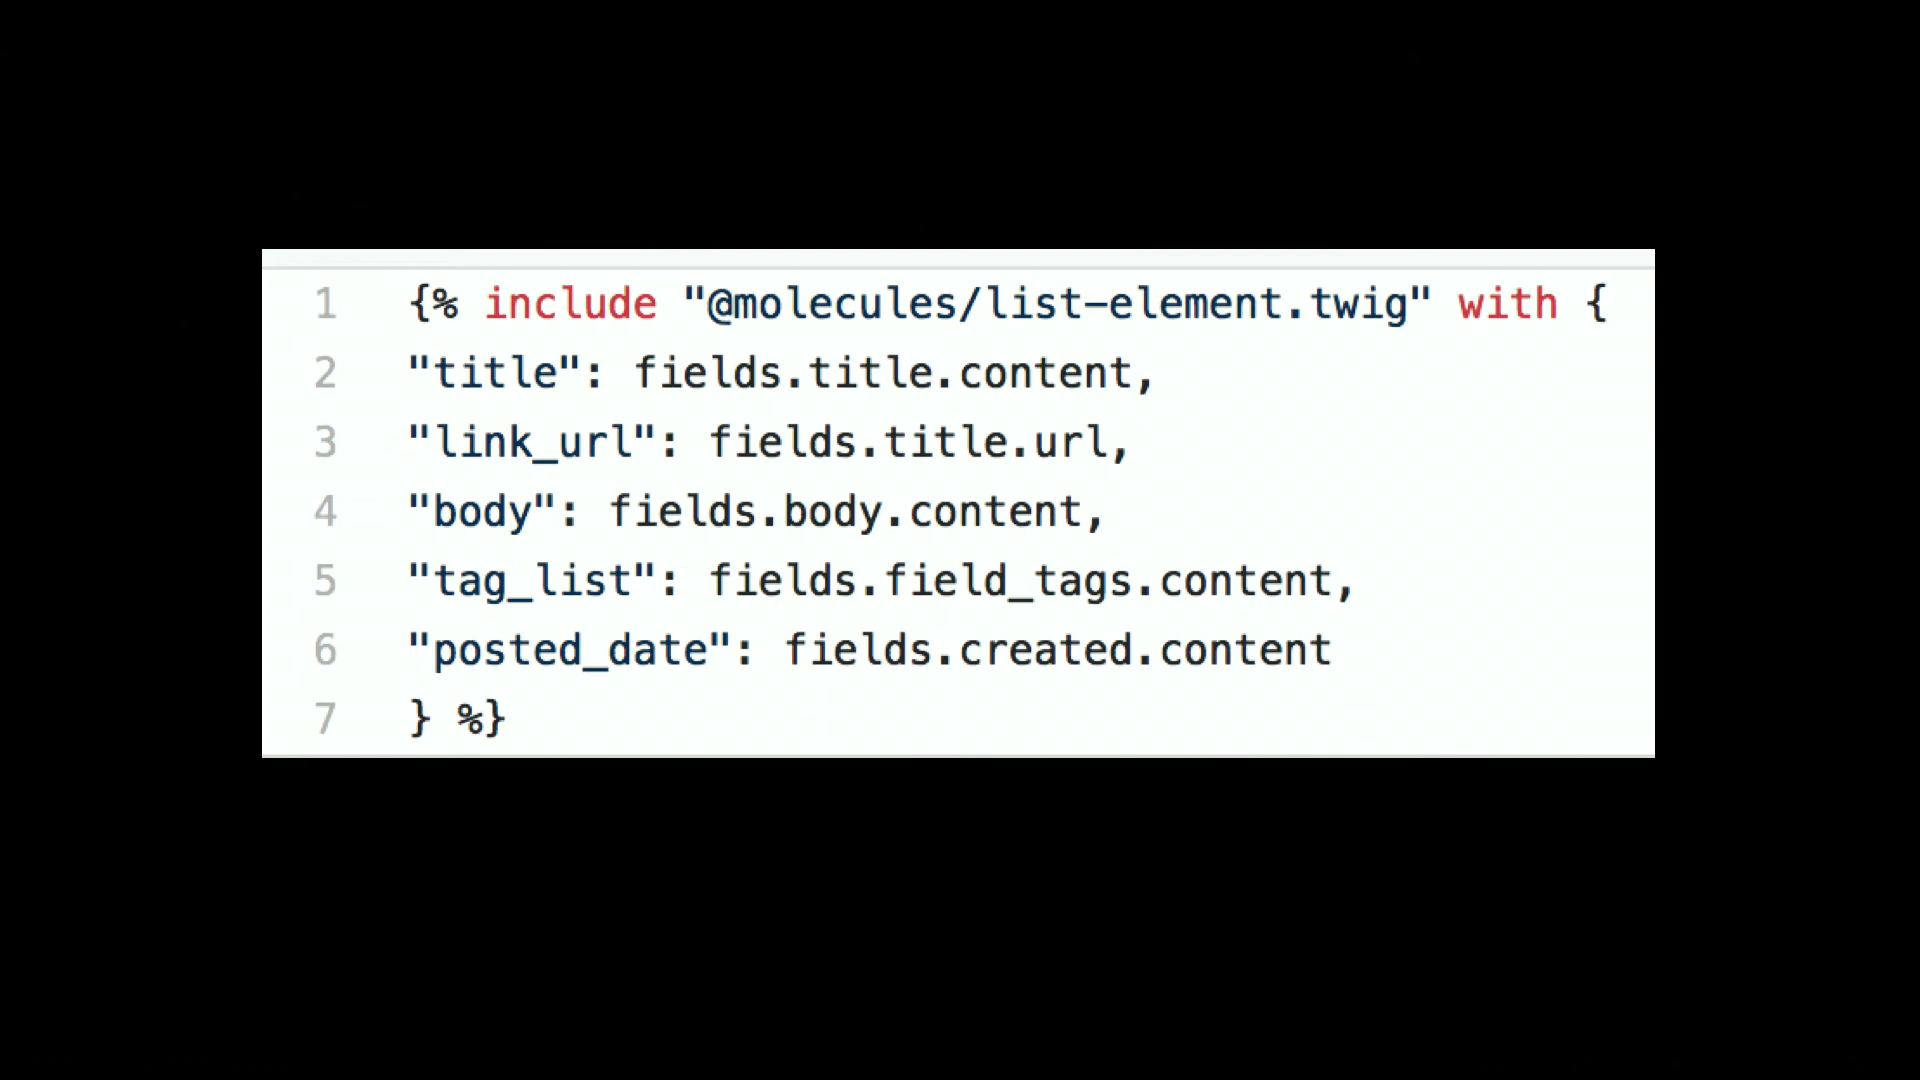 1 {% include "@molecules/list-element.twig" with {
2 "title": fields.title.content,
3 "link_url": fields.title.url,
4 "body": fields.body.content,
5 "tag_list": fields.field_tags.content,
6 "posted_date": fields.created.content
7 } %}